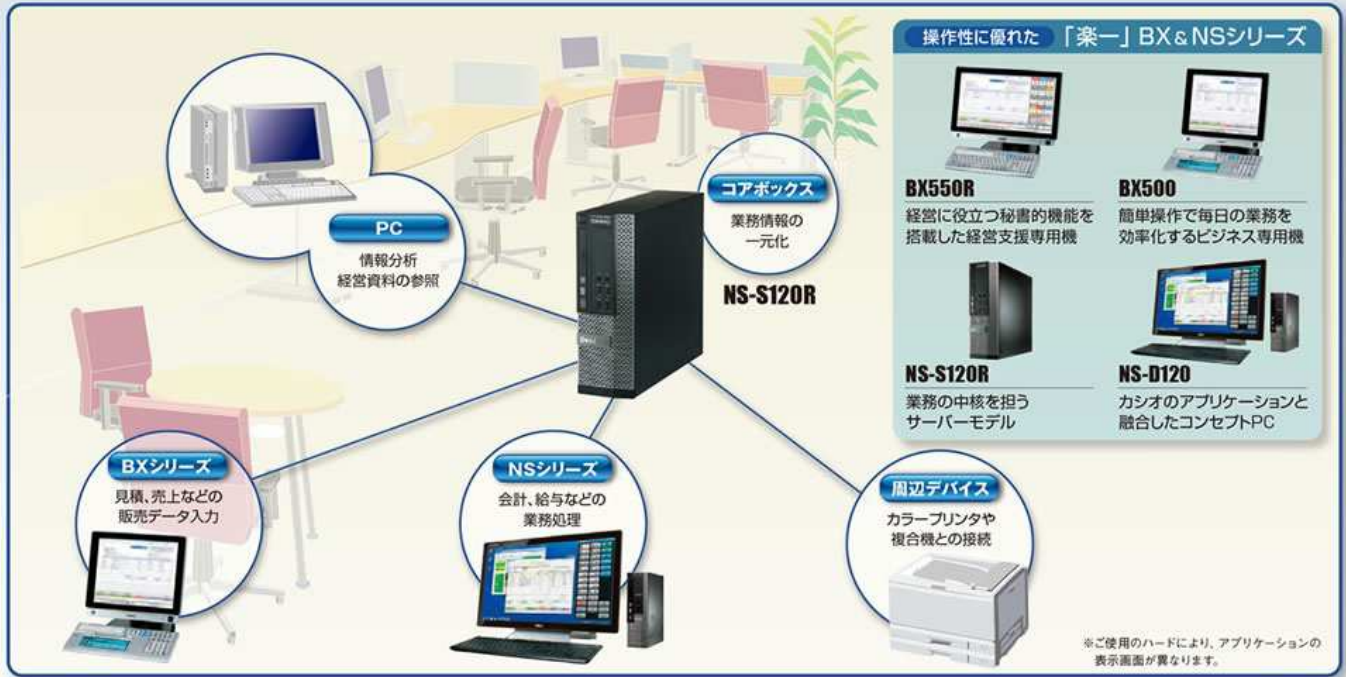 操作性に優れた 「楽一」BX&NSシリーズ
BX550R
経営に役立つ秘書的機能を
搭載した経営支援専用機
BX500
簡単操作で毎日の業務を
効率化するビジネス専用機
NS-S120R
業務の中核を担う
サーバーモデル
NS-D120
カシオのアプリケーションと
融合したコンセプトPC
コアボックス
業務情報の
一元化
NS-S120R
PC
情報分析
経営資料の参照
BXシリーズ
見積、売上などの
販売データ入力
NSシリーズ
会計、給与などの
業務処理
周辺デバイス
カラープリンタや
複合機との接続
※ご使用のハードにより、アプリケーションの
表示画面が異なります。